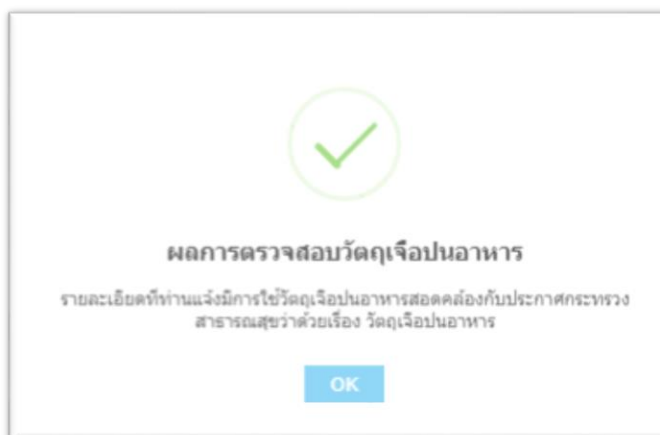 ผลการตรวจสอบวัตถุเจือปนอาหาร
รายละเอียดที่ท่านแจ้งมีการใช้วัตถุเจือปนอาหารสอดคล้องกับประกาศกระทรวง
สาธารณสุขว่าด้วยเรื่อง วัตถุเจือปนอาหาร
OK